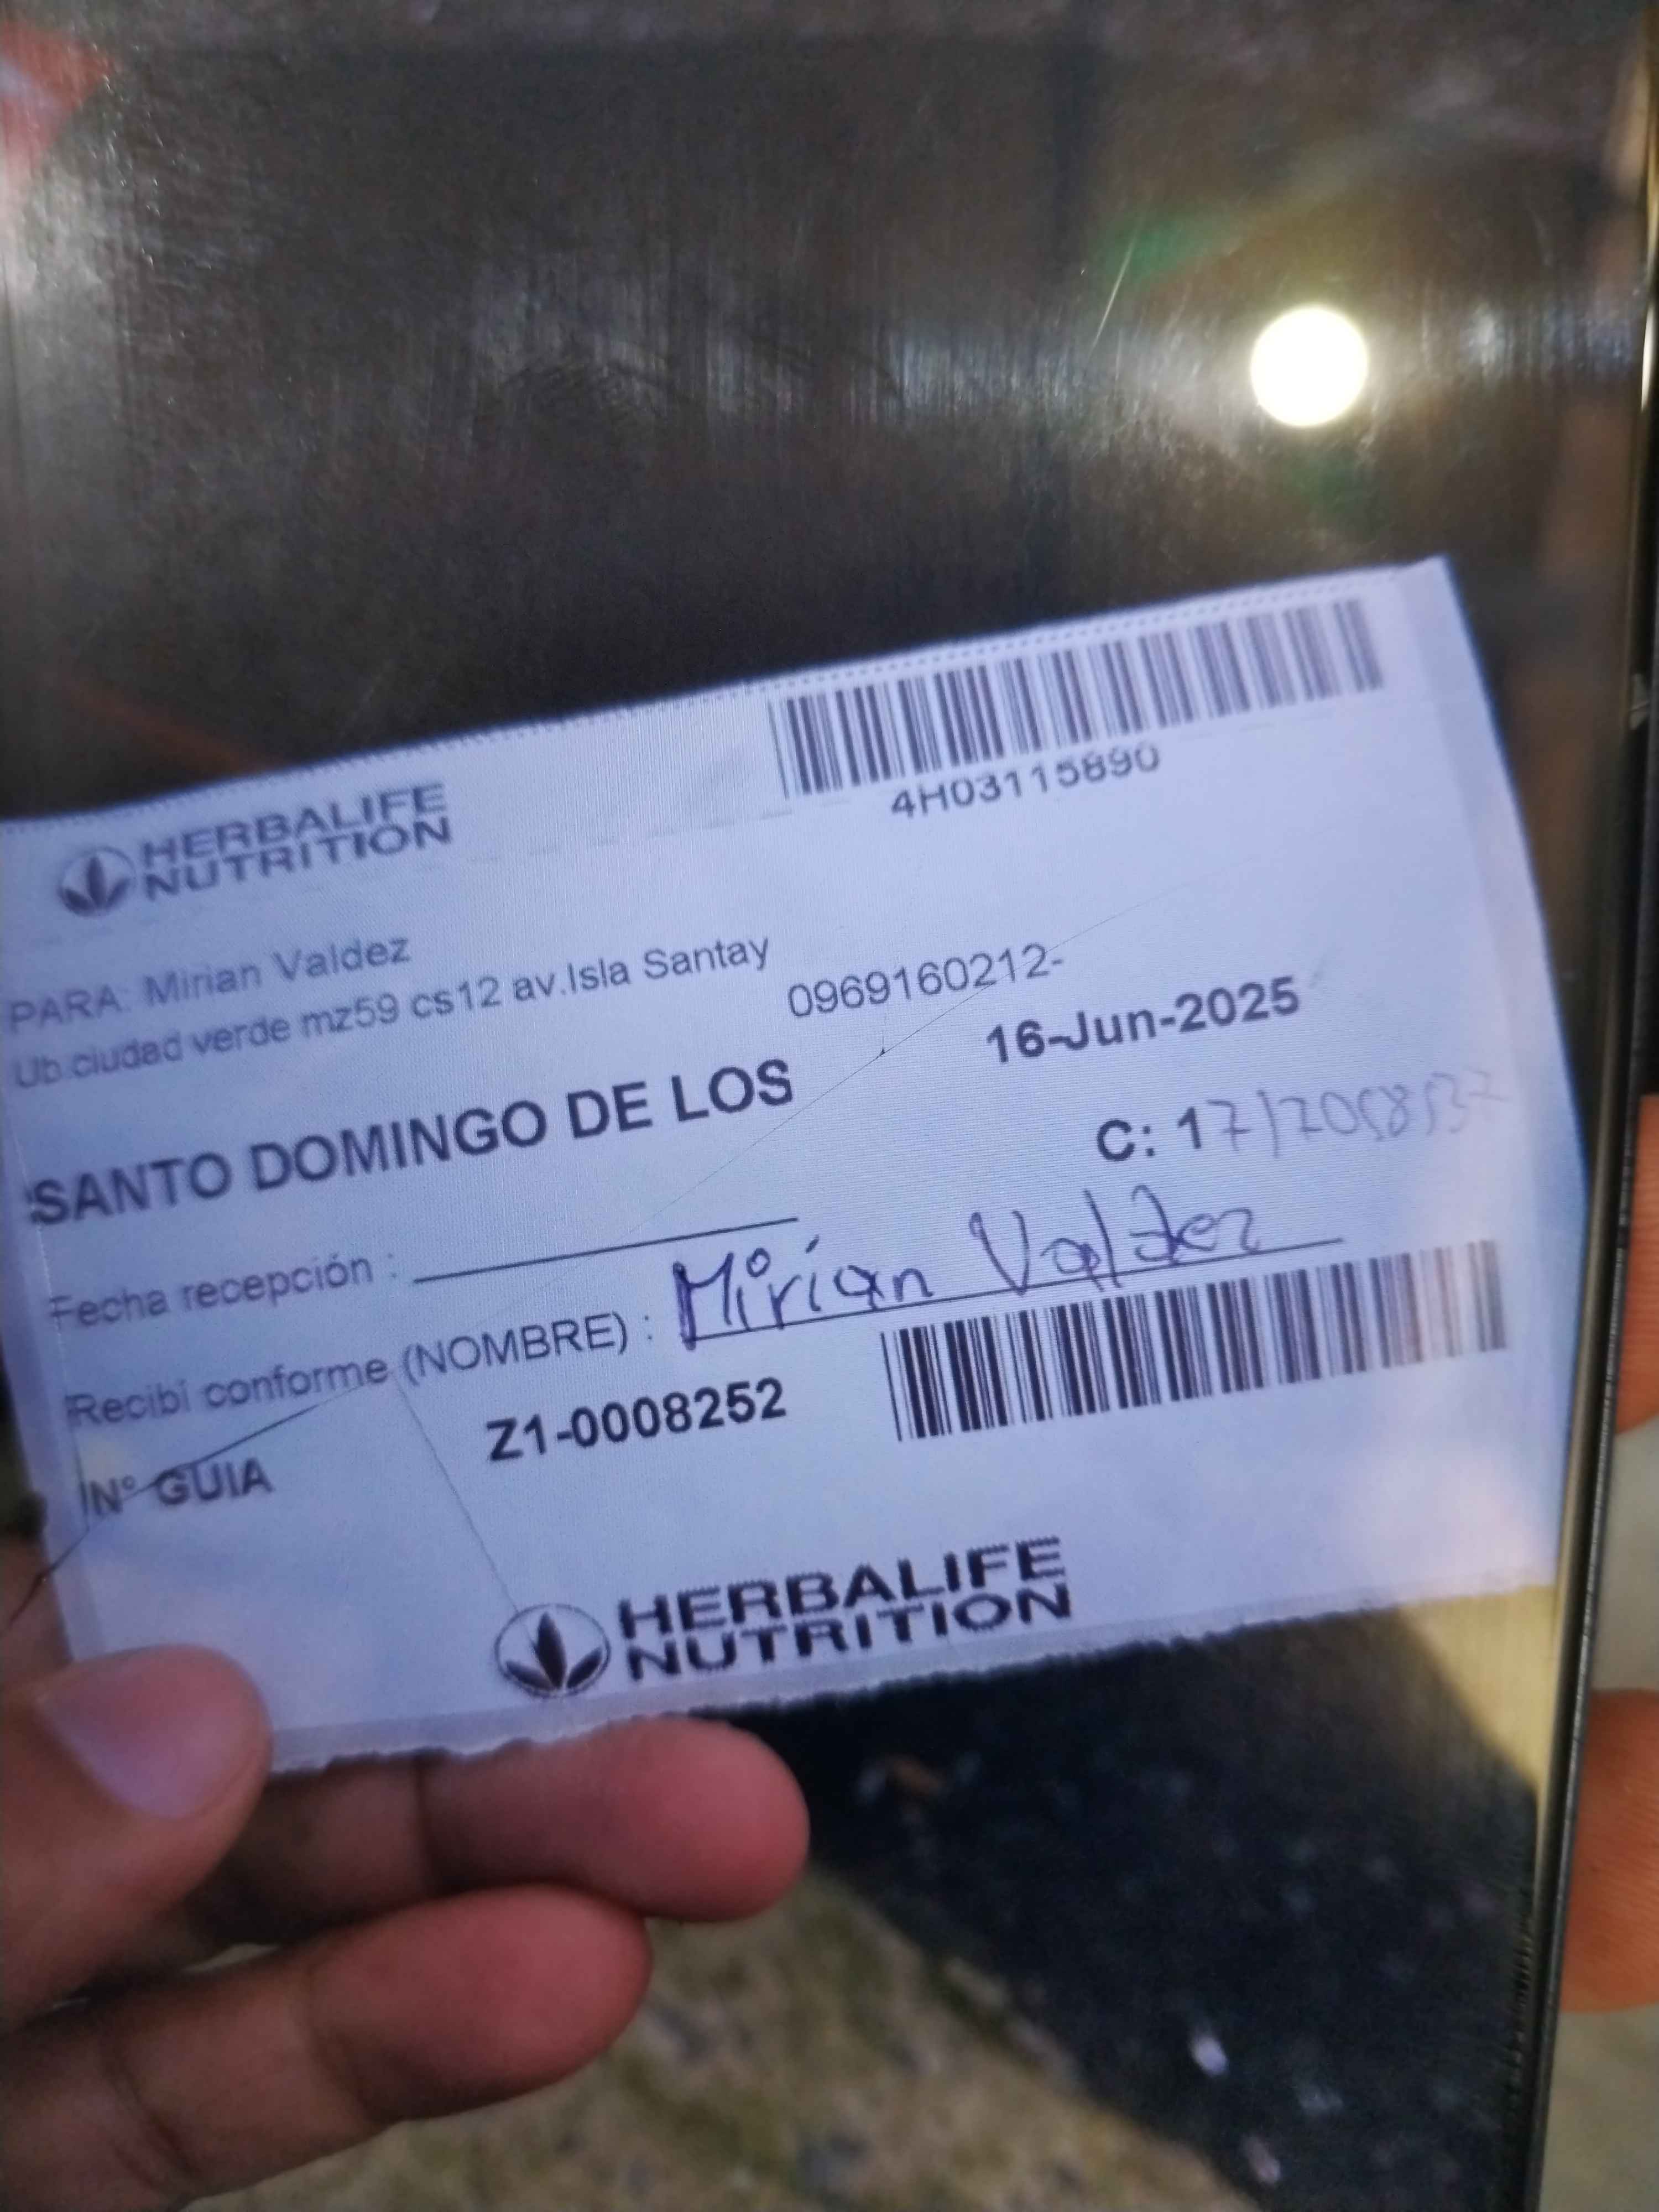 HERBALIFE
NUTRITION
4H03115890
PARA: Mirian Valdez
Ub.ciudad verde mz59 cs12 av.Isla Santay
0969160212-
SANTO DOMINGO DE LOS
16-Jun-2025
C: 1
Fecha recepción :
Recibí conforme (NOMBRE) : Mirian Valdez
N° GUIA
Z1-0008252
HERBALIFE
NUTRITION